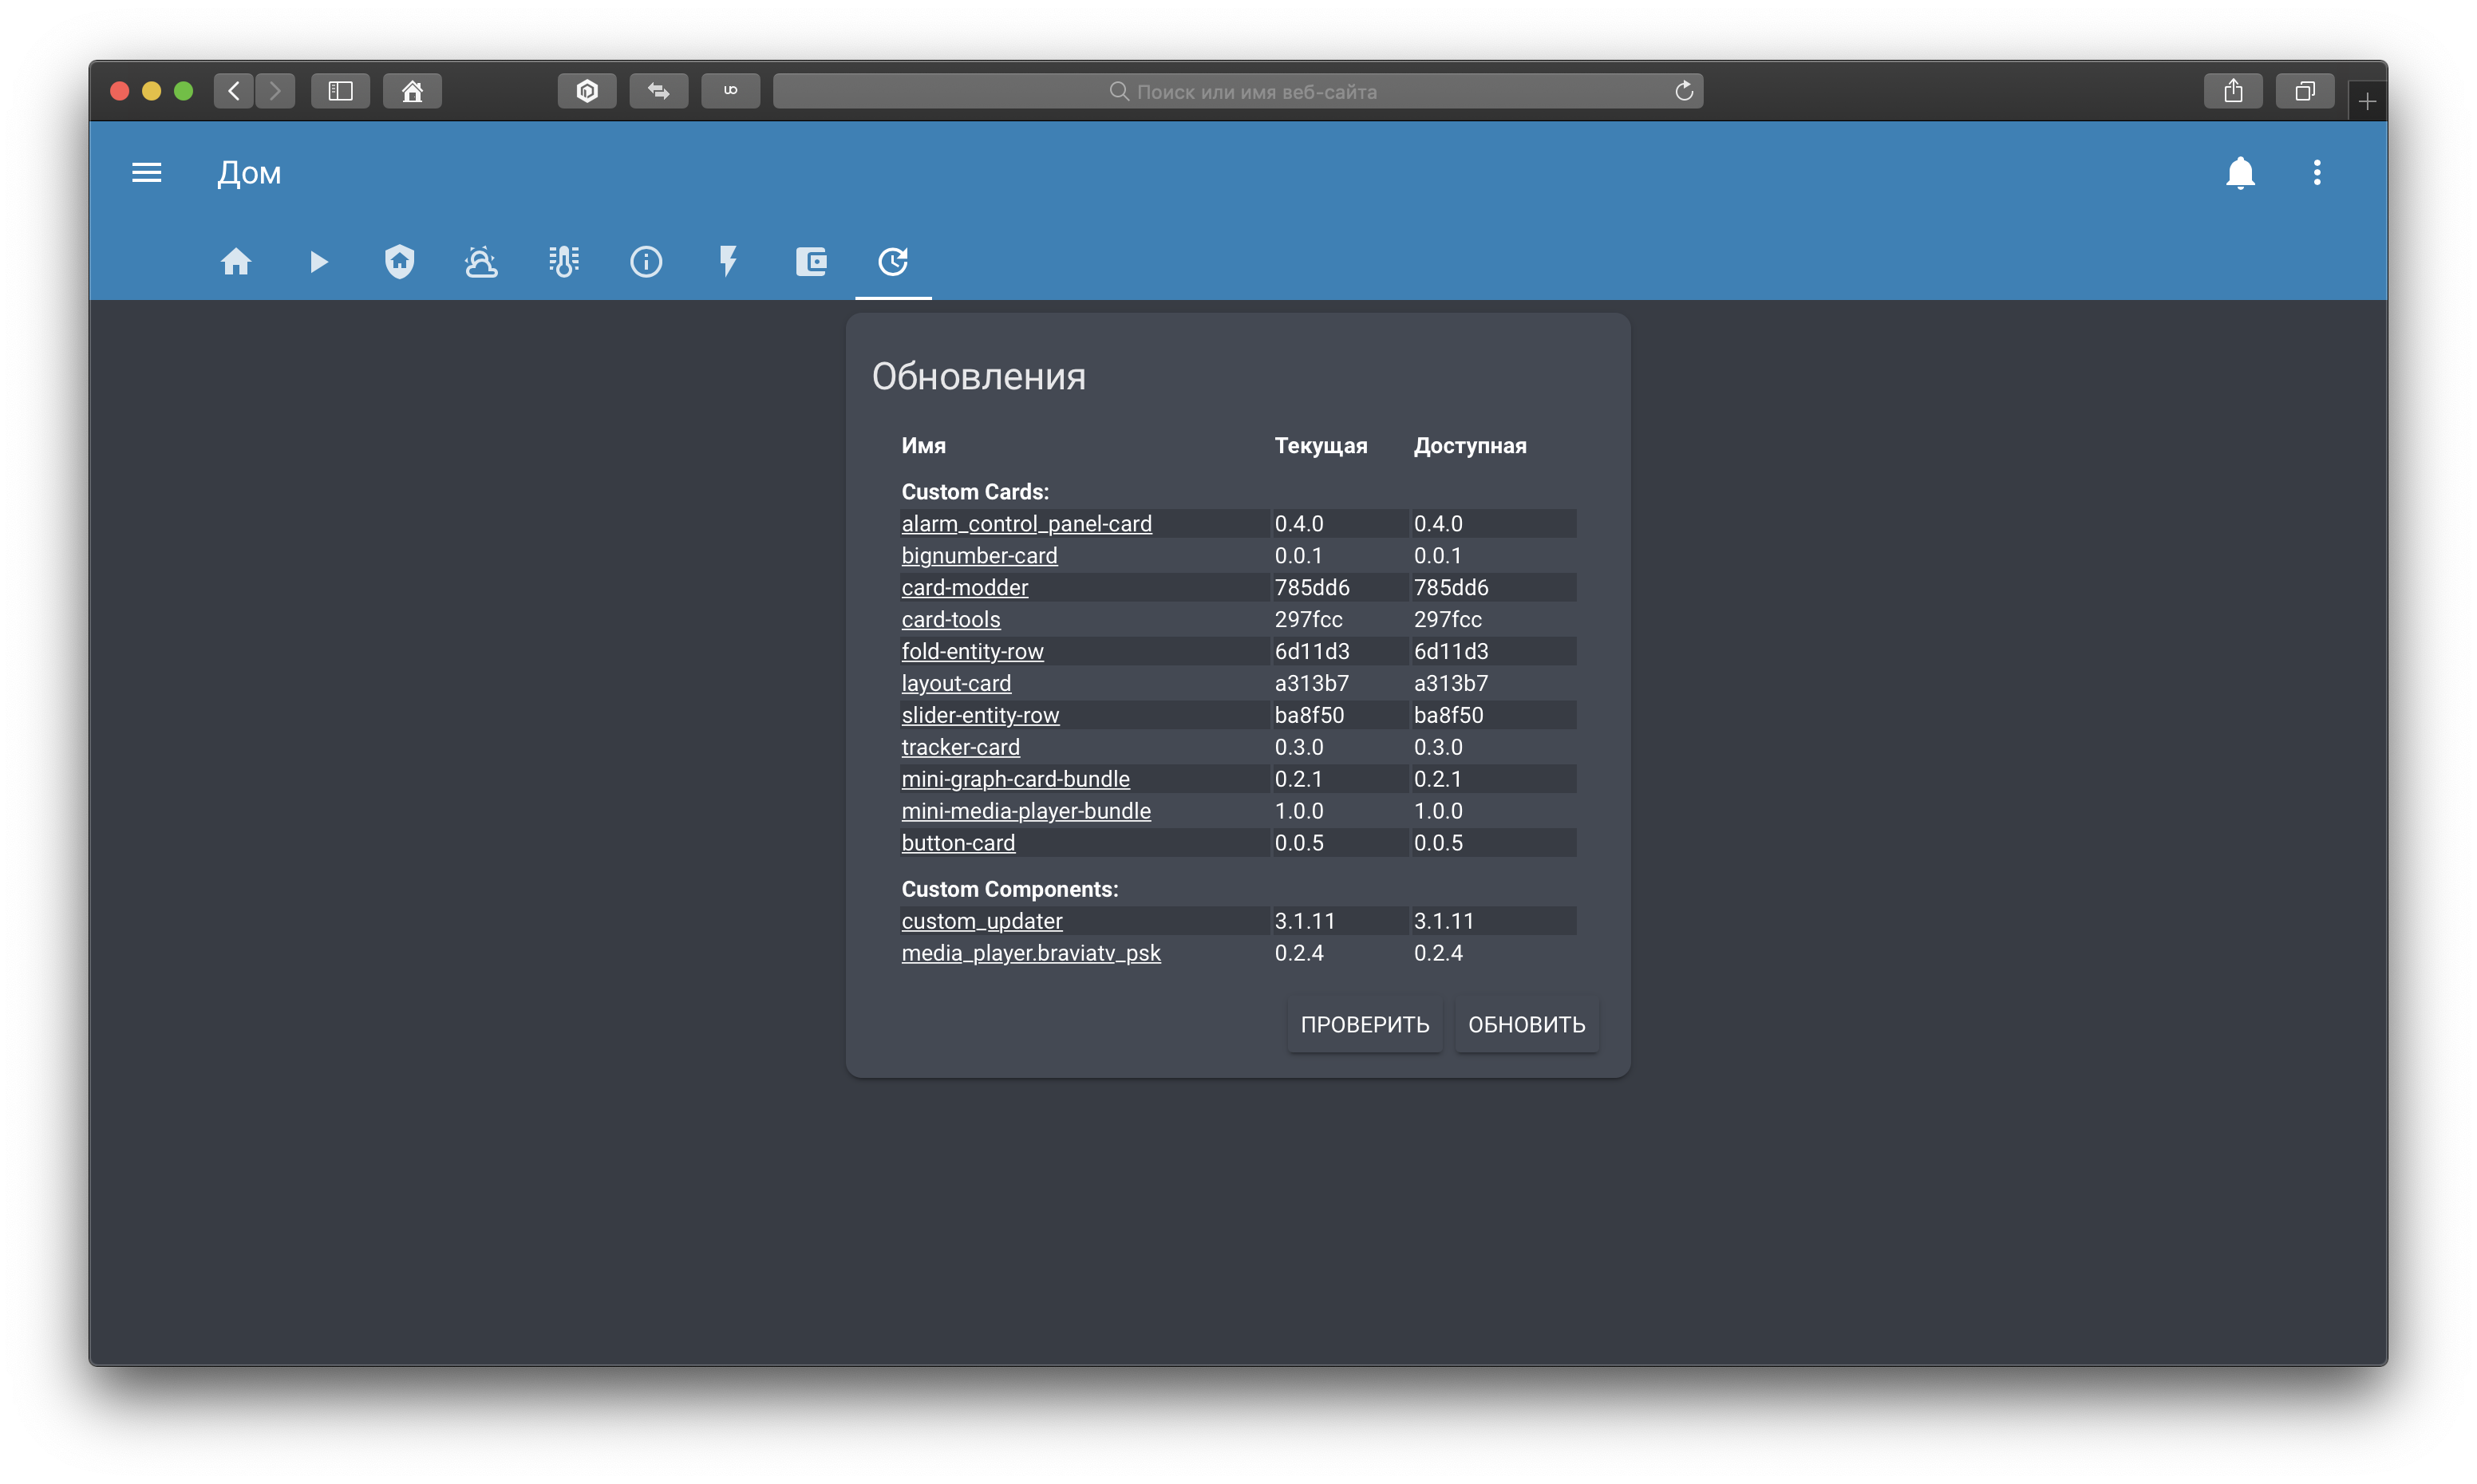 Поиск или имя веб-сайта
Дом
Обновления
Имя Текущая Доступная
Custom Cards:
alarm_control_panel-card 0.4.0 0.4.0
bignumber-card 0.0.1 0.0.1
card-modder 785dd6 785dd6
card-tools 297fcc 297fcc
fold-entity-row 6d11d3 6d11d3
layout-card a313b7 a313b7
slider-entity-row ba8f50 ba8f50
tracker-card 0.3.0 0.3.0
mini-graph-card-bundle 0.2.1 0.2.1
mini-media-player-bundle 1.0.0 1.0.0
button-card 0.0.5 0.0.5
Custom Components:
custom_updater 3.1.11 3.1.11
media_player.braviatv_psk 0.2.4 0.2.4
ПРОВЕРИТЬ ОБНОВИТЬ